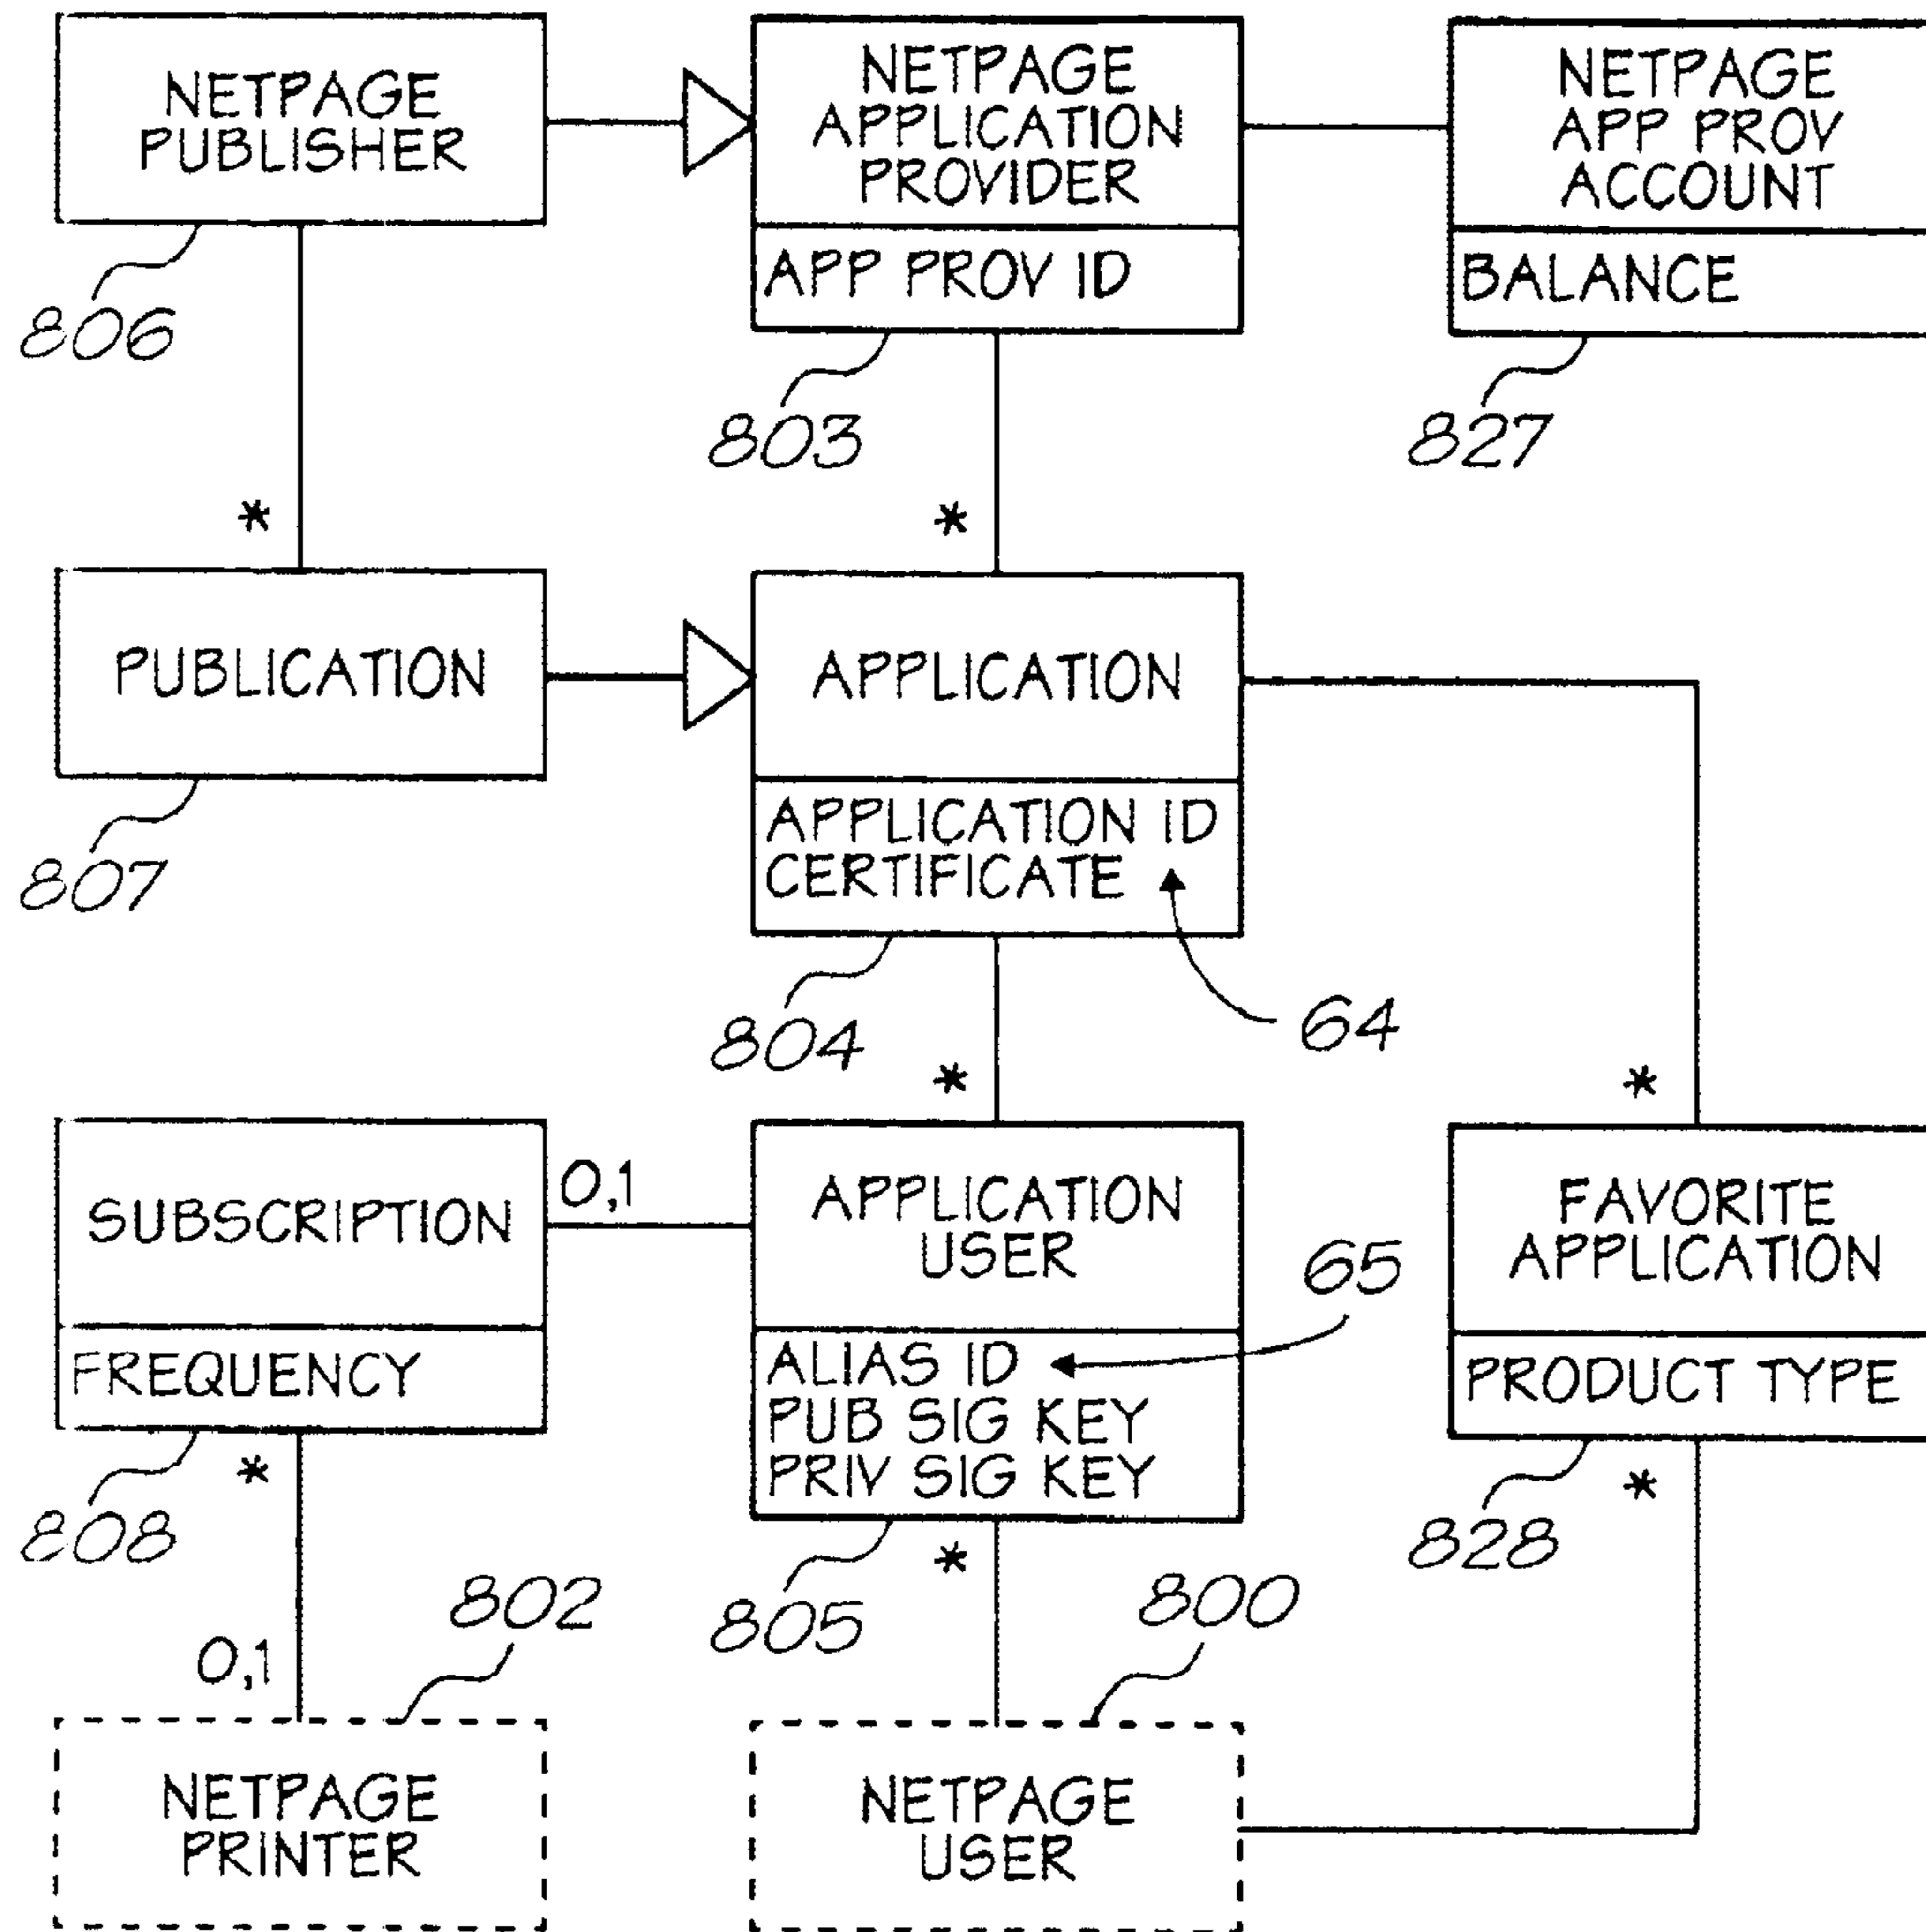 NETPAGE
PUBLISHER
NETPAGE
APPLICATION
PROVIDER
APP PROV ID
NETPAGE
APP PROV
ACCOUNT
BALANCE
806
803
827
*
*
PUBLICATION
APPLICATION
APPLICATION ID
CERTIFICATE
807
804
64
*
*
SUBSCRIPTION
FREQUENCY
0,1
APPLICATION
USER
ALIAS ID
PUB SIG KEY
PRIV SIG KEY
65
FAVORITE
APPLICATION
PRODUCT TYPE
*
*
*
808
805
828
802
800
0,1
NETPAGE
PRINTER
NETPAGE
USER